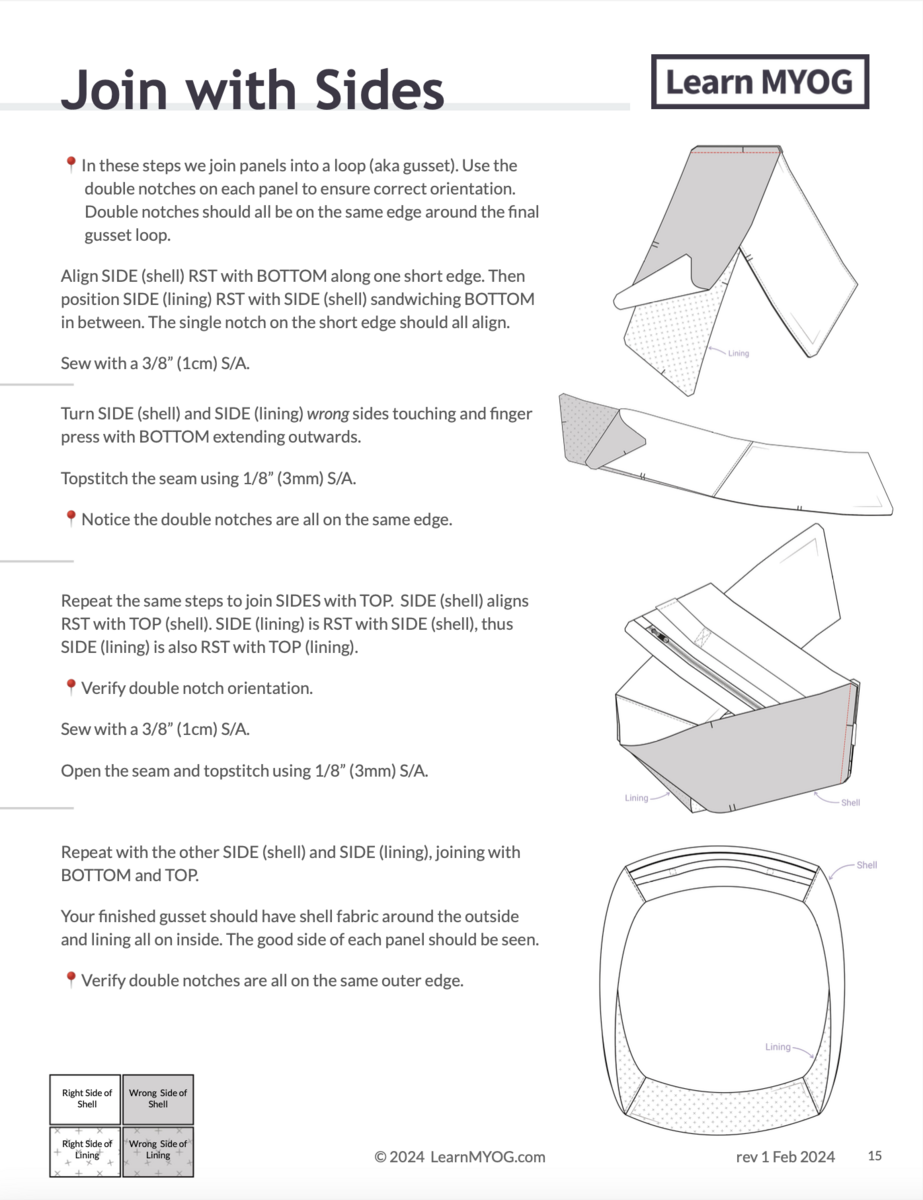 Join with Sides
Learn MYOG
📍 In these steps we join panels into a loop (aka gusset). Use the
double notches on each panel to ensure correct orientation.
Double notches should all be on the same edge around the final
gusset loop.
Align SIDE (shell) RST with BOTTOM along one short edge. Then
position SIDE (lining) RST with SIDE (shell) sandwiching BOTTOM
in between. The single notch on the short edge should all align.
Sew with a 3/8” (1cm) S/A.
Lining
Turn SIDE (shell) and SIDE (lining) wrong sides touching and finger
press with BOTTOM extending outwards.
Topstitch the seam using 1/8” (3mm) S/A.
📍 Notice the double notches are all on the same edge.
Repeat the same steps to join SIDES with TOP.  SIDE (shell) aligns
RST with TOP (shell). SIDE (lining) is RST with SIDE (shell), thus
SIDE (lining) is also RST with TOP (lining).
📍 Verify double notch orientation.
Sew with a 3/8” (1cm) S/A.
Open the seam and topstitch using 1/8” (3mm) S/A.
Lining
Shell
Repeat with the other SIDE (shell) and SIDE (lining), joining with
BOTTOM and TOP.
Your finished gusset should have shell fabric around the outside
and lining all on inside. The good side of each panel should be seen.
📍 Verify double notches are all on the same outer edge.
Shell
Lining
Right Side of
Shell
Wrong Side of
Shell
Right Side of
Lining
Wrong Side of
Lining
© 2024 LearnMYOG.com
rev 1 Feb 2024
15